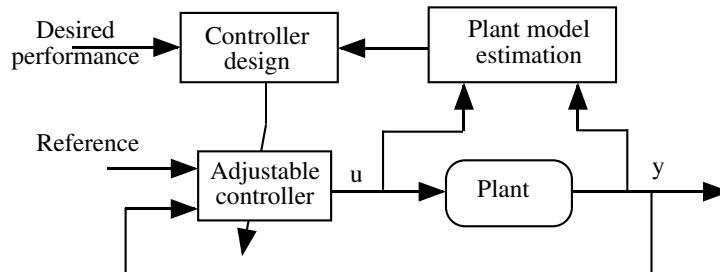 Desired
performance
Controller
design
Plant model
estimation
Reference
Adjustable
controller
u
Plant
y